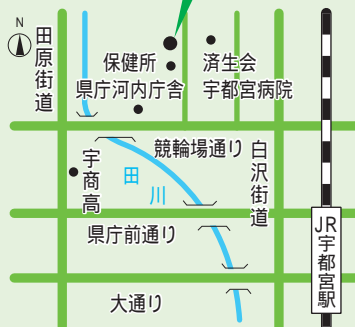 N
田原街道
保健所
済生会
宇都宮病院
県庁河内庁舎
競輪場通り
白沢街道
宇商高
田川
県庁前通り
JR宇都宮駅
大通り